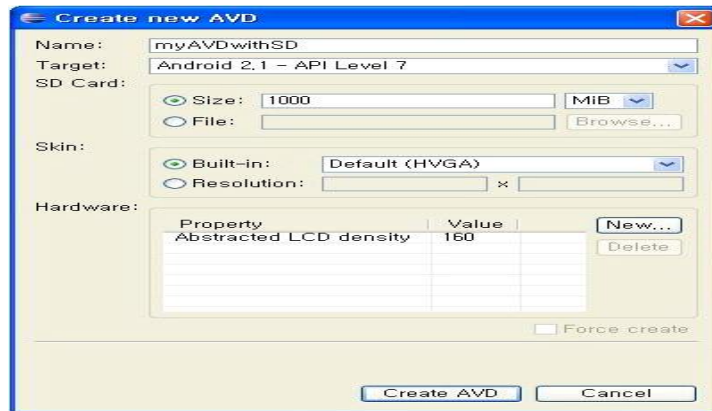 Create new AVD
Name: myAVDwithSD
Target: Android 2.1 - API Level 7
SD Card:
Size: 1000 MiB
File: Browse...
Skin:
Built-in: Default (HVGA)
Resolution: x
Hardware:
Property Value New...
Abstracted LCD density 160
Delete
Force create
Create AVD Cancel